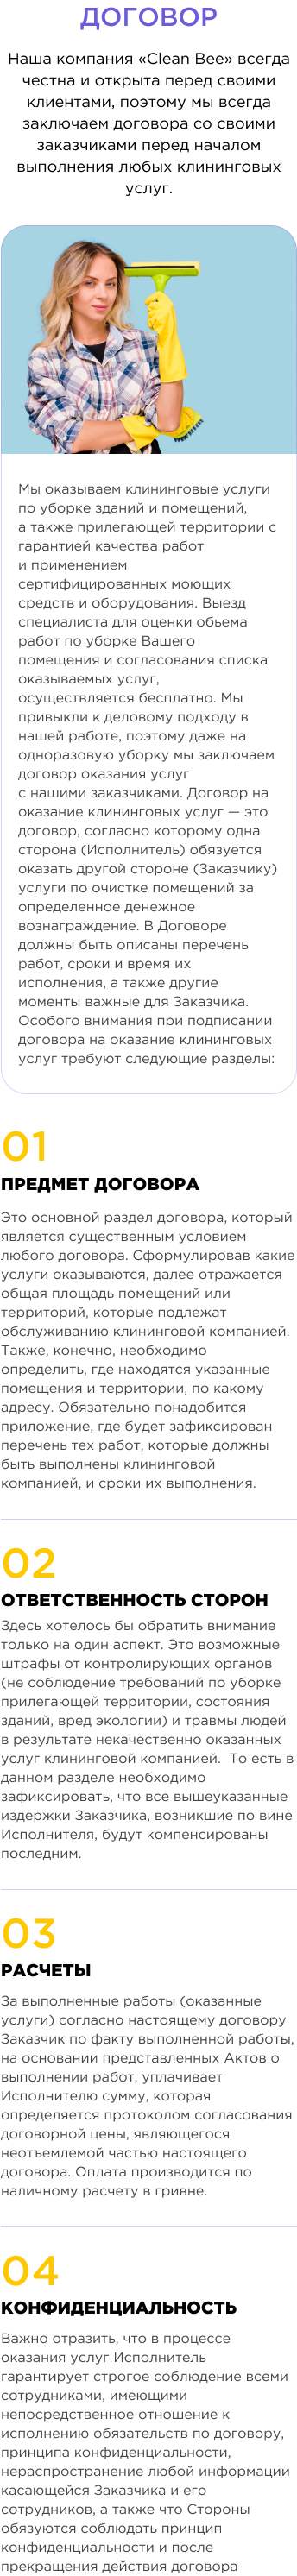 ДОГОВОР
Наша компания «Clean Bee» всегда
честна и открыта перед своими
клиентами, поэтому мы всегда
заключаем договора со своими
заказчиками перед началом
выполнения любых клининговых
услуг.
Мы оказываем клининговые услуги
по уборке зданий и помещений,
а также прилегающей территории с
гарантией качества работ
и применением
сертифицированных моющих
средств и оборудования. Выезд
специалиста для оценки обьема
работ по уборке Вашего
помещения и согласования списка
оказываемых услуг,
осуществляется бесплатно. Мы
привыкли к деловому подходу в
нашей работе, поэтому даже на
одноразовую уборку мы заключаем
договор оказания услуг
с нашими заказчиками. Договор на
оказание клининговых услуг — это
договор, согласно которому одна
сторона (Исполнитель) обязуется
оказать другой стороне (Заказчику)
услуги по очистке помещений за
определенное денежное
вознаграждение. В Договоре
должны быть описаны перечень
работ, сроки и время их
исполнения, а также другие
моменты важные для Заказчика.
Особого внимания при подписании
договора на оказание клининговых
услуг требуют следующие разделы:
01
ПРЕДМЕТ ДОГОВОРА
Это основной раздел договора, который
является существенным условием
любого договора. Сформулировав какие
услуги оказываются, далее отражается
общая площадь помещений или
территорий, которые подлежат
обслуживанию клининговой компанией.
Также, конечно, необходимо
определить, где находятся указанные
помещения и территории, по какому
адресу. Обязательно понадобится
приложение, где будет зафиксирован
перечень тех работ, которые должны
быть выполнены клининговой
компанией, и сроки их выполнения.
02
ОТВЕТСТВЕННОСТЬ СТОРОН
Здесь хотелось бы обратить внимание
только на один аспект. Это возможные
штрафы от контролирующих органов
(не соблюдение требований по уборке
прилегающей территории, состояния
зданий, вред экологии) и травмы людей
в результате некачественно оказанных
услуг клининговой компанией. То есть в
данном разделе необходимо
зафиксировать, что все вышеуказанные
издержки Заказчика, возникшие по вине
Исполнителя, будут компенсированы
последним.
03
РАСЧЕТЫ
За выполненные работы (оказанные
услуги) согласно настоящему договору
Заказчик по факту выполненной работы,
на основании представленных Актов о
выполнении работ, уплачивает
Исполнителю сумму, которая
определяется протоколом согласования
договорной цены, являющегося
неотъемлемой частью настоящего
договора. Оплата производится по
наличному расчету в гривне.
04
КОНФИДЕНЦИАЛЬНОСТЬ
Важно отразить, что в процессе
оказания услуг Исполнитель
гарантирует строгое соблюдение всеми
сотрудниками, имеющими
непосредственное отношение к
исполнению обязательств по договору,
принципа конфиденциальности,
нераспространение любой информации
касающейся Заказчика и его
сотрудников, а также что Стороны
обязуются соблюдать принцип
конфиденциальности и после
прекращения действия договора